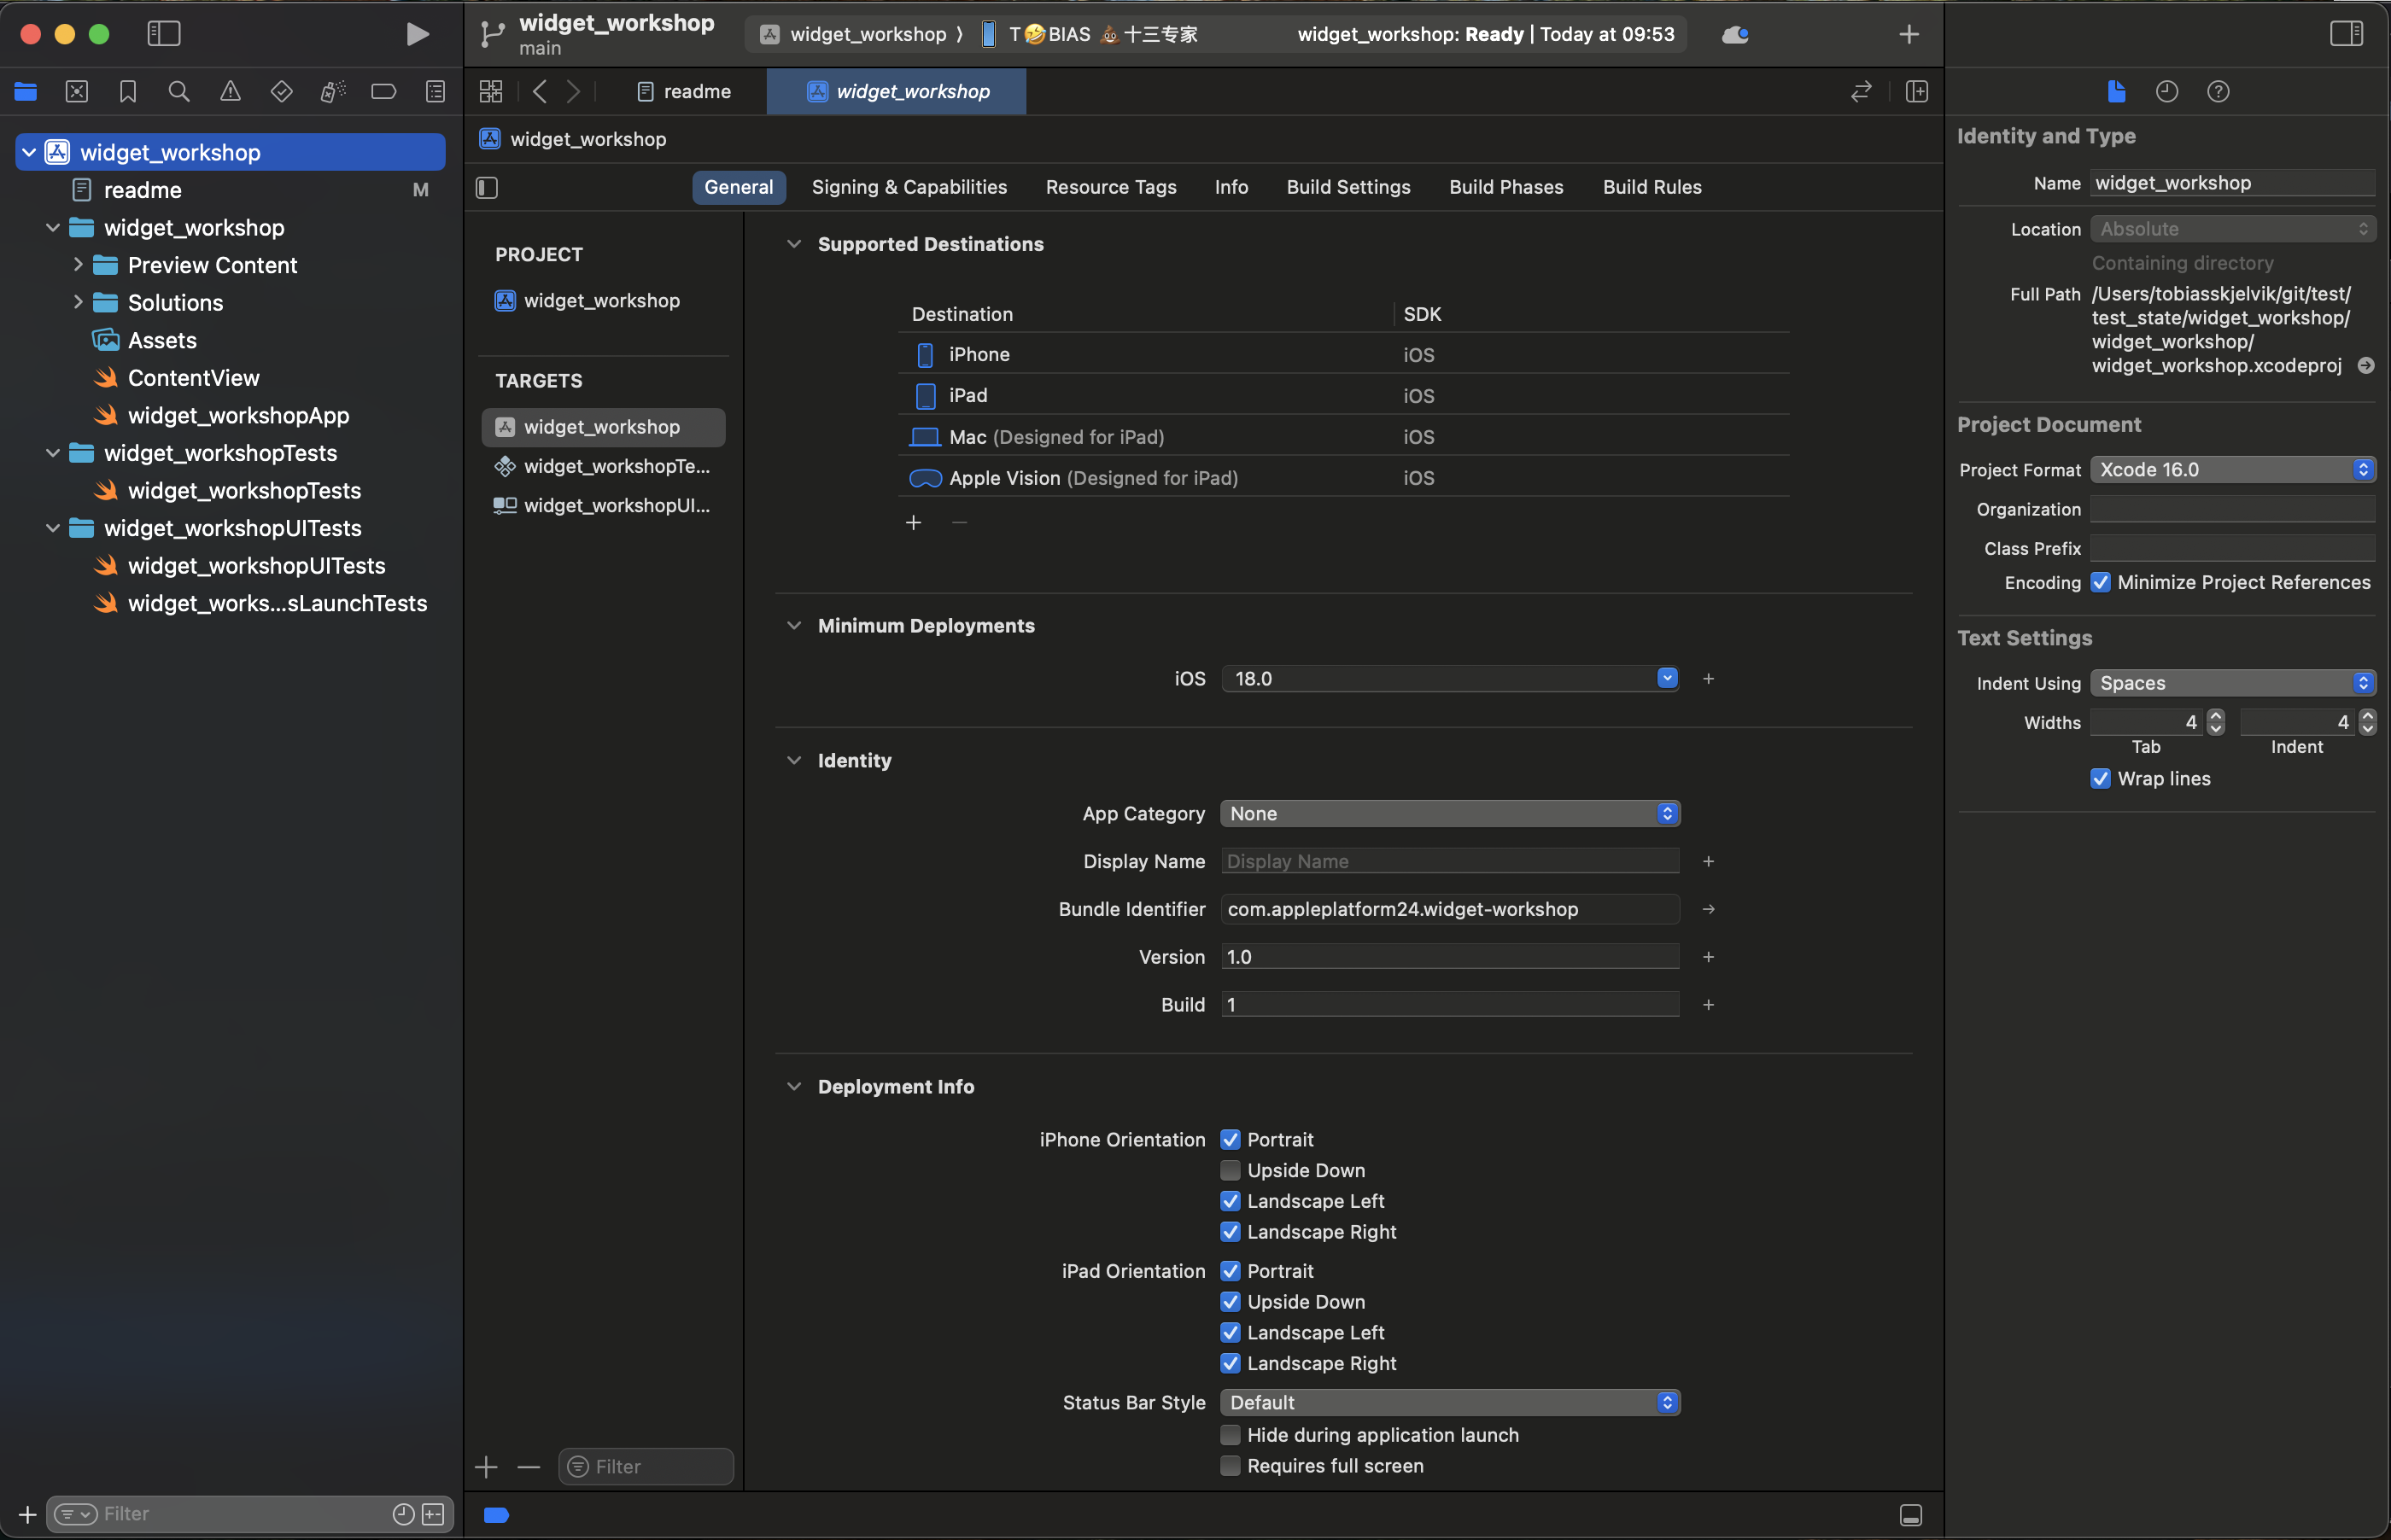 widget_workshop
main
widget_workshop ⟩ T🤣BIAS 💩十三专家
widget_workshop: Ready | Today at 09:53
readme
widget_workshop
widget_workshop
widget_workshop
readme M
widget_workshop
Preview Content
Solutions
Assets
ContentView
widget_workshopApp
widget_workshopTests
widget_workshopTests
widget_workshopUITests
widget_workshopUITests
widget_works...sLaunchTests
Filter
General Signing & Capabilities Resource Tags Info Build Settings Build Phases Build Rules
PROJECT
widget_workshop
TARGETS
widget_workshop
widget_workshopTe...
widget_workshopUI...
Filter
Supported Destinations
Destination SDK
iPhone iOS
iPad iOS
Mac (Designed for iPad) iOS
Apple Vision (Designed for iPad) iOS
Minimum Deployments
iOS 18.0
Identity
App Category None
Display Name Display Name
Bundle Identifier com.appleplatform24.widget-workshop
Version 1.0
Build 1
Deployment Info
iPhone Orientation Portrait
Upside Down
Landscape Left
Landscape Right
iPad Orientation Portrait
Upside Down
Landscape Left
Landscape Right
Status Bar Style Default
Hide during application launch
Requires full screen
Identity and Type
Name widget_workshop
Location Absolute
Containing directory
Full Path /Users/tobiasskjelvik/git/test/
test_state/widget_workshop/
widget_workshop/
widget_workshop.xcodeproj
Project Document
Project Format Xcode 16.0
Organization
Class Prefix
Encoding Minimize Project References
Text Settings
Indent Using Spaces
Widths 4 4
Tab Indent
Wrap lines